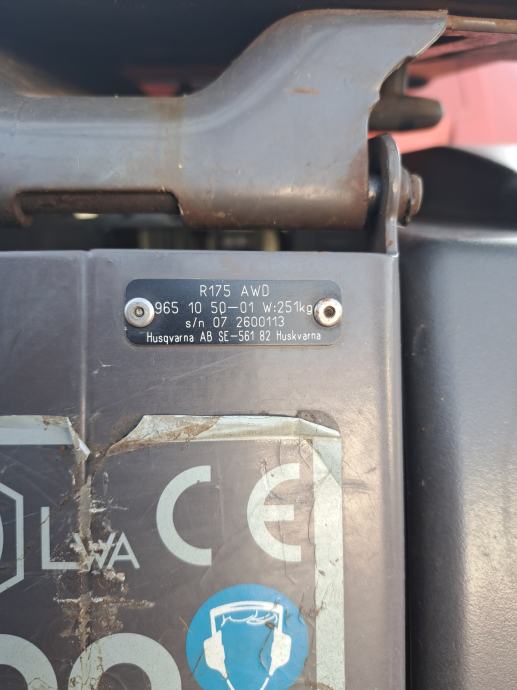 R175 AWD
965 10 50-01 W:251kg
s/n 07 2600113
Husqvarna AB SE-561 82 Huskvarna
LWA CE